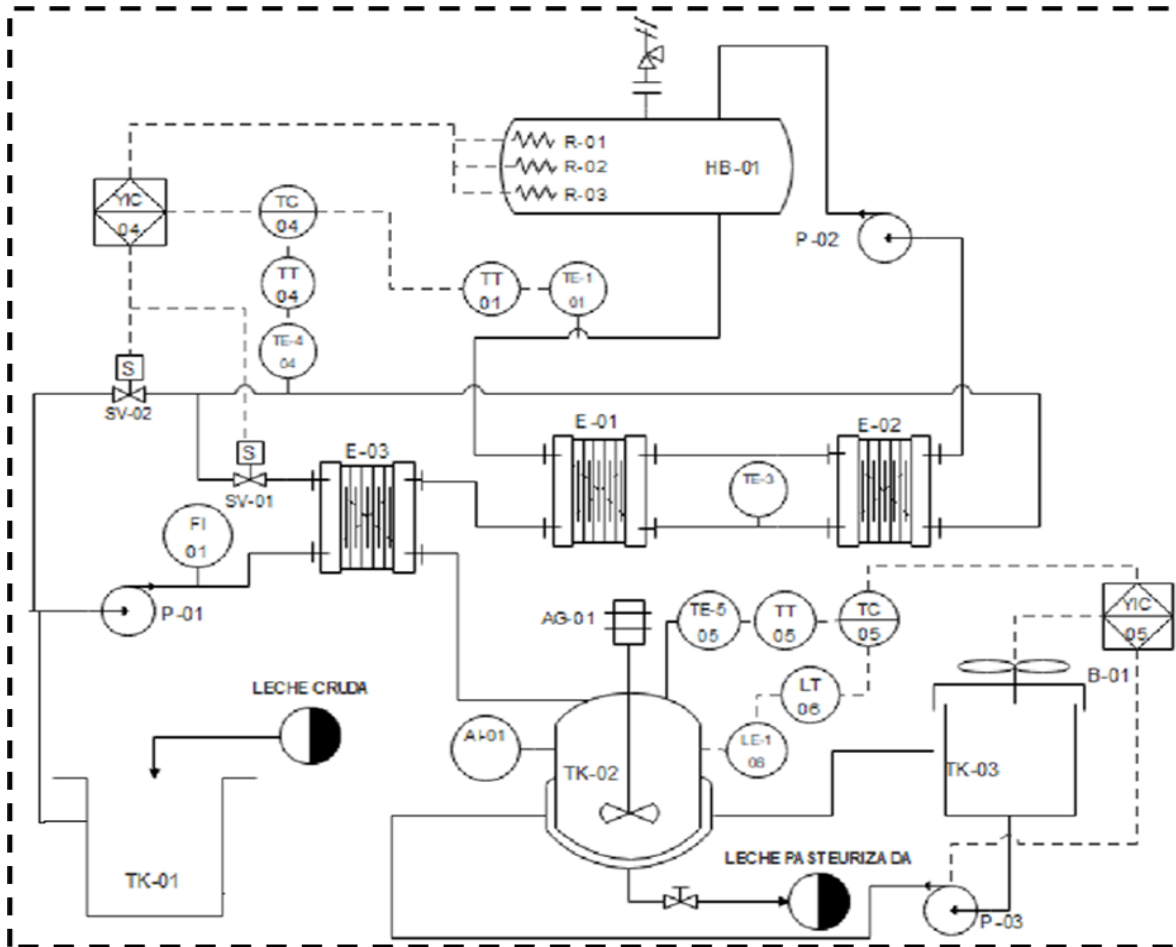 R-01
R-02
R-03
HB-01
YIC
04
TC
04
P-02
TT
04
TT
01
TE-1
01
TE-4
04
S
SV-02
S
SV-01
E-03
E-01
E-02
TE-3
FI
01
P-01
AG-01
TE-5
05
TT
05
TC
05
YIC
05
B-01
LT
06
LECHE CRUDA
AI-01
TK-02
LE-1
06
TK-03
LECHE PASTEURIZADA
TK-01
P-03